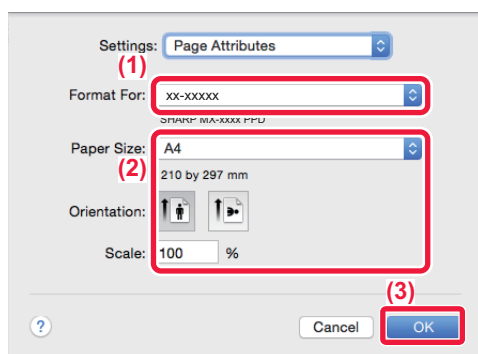 Settings: Page Attributes
(1)
Format For: xx-xxxxx
SHARP MX-xxxx PPD
Paper Size: A4
(2)
210 by 297 mm
Orientation:
Scale: 100 %
(3)
? Cancel OK